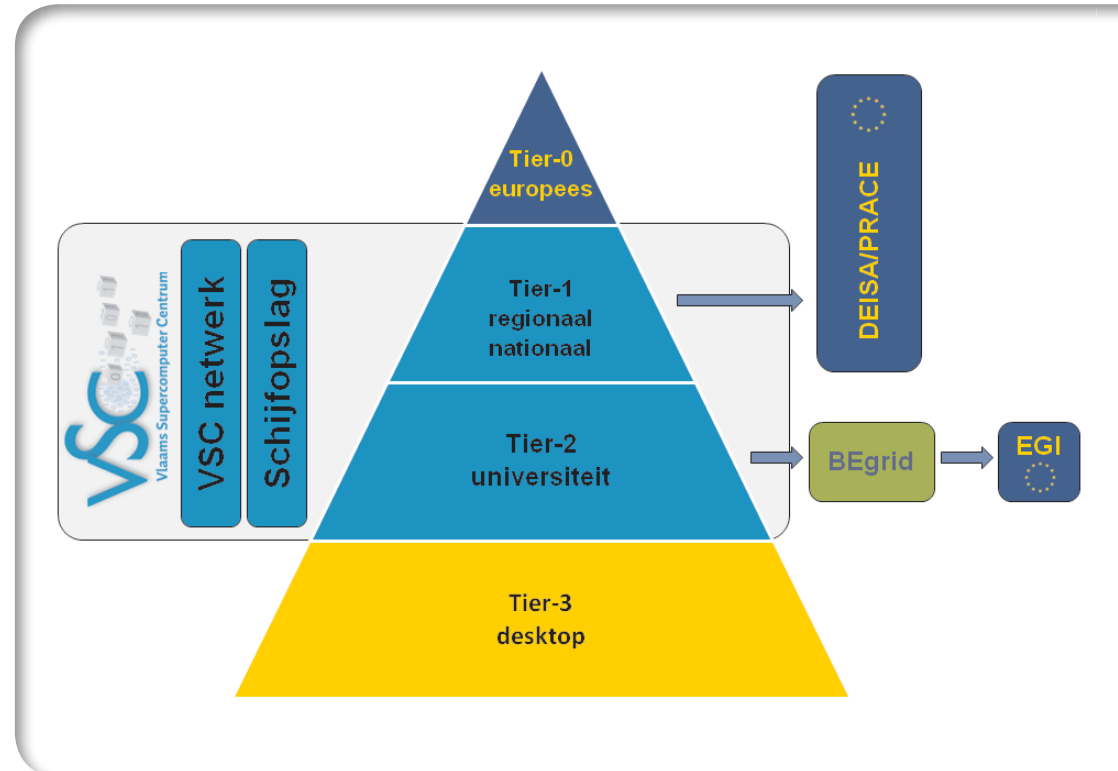 Tier-0
europees
Tier-1
regionaal
nationaal
Tier-2
universiteit
Tier-3
desktop
vsc
Vlaams Supercomputer Centrum
VSC netwerk
Schijfopslag
DEISA/PRACE
BEgrid
EGI